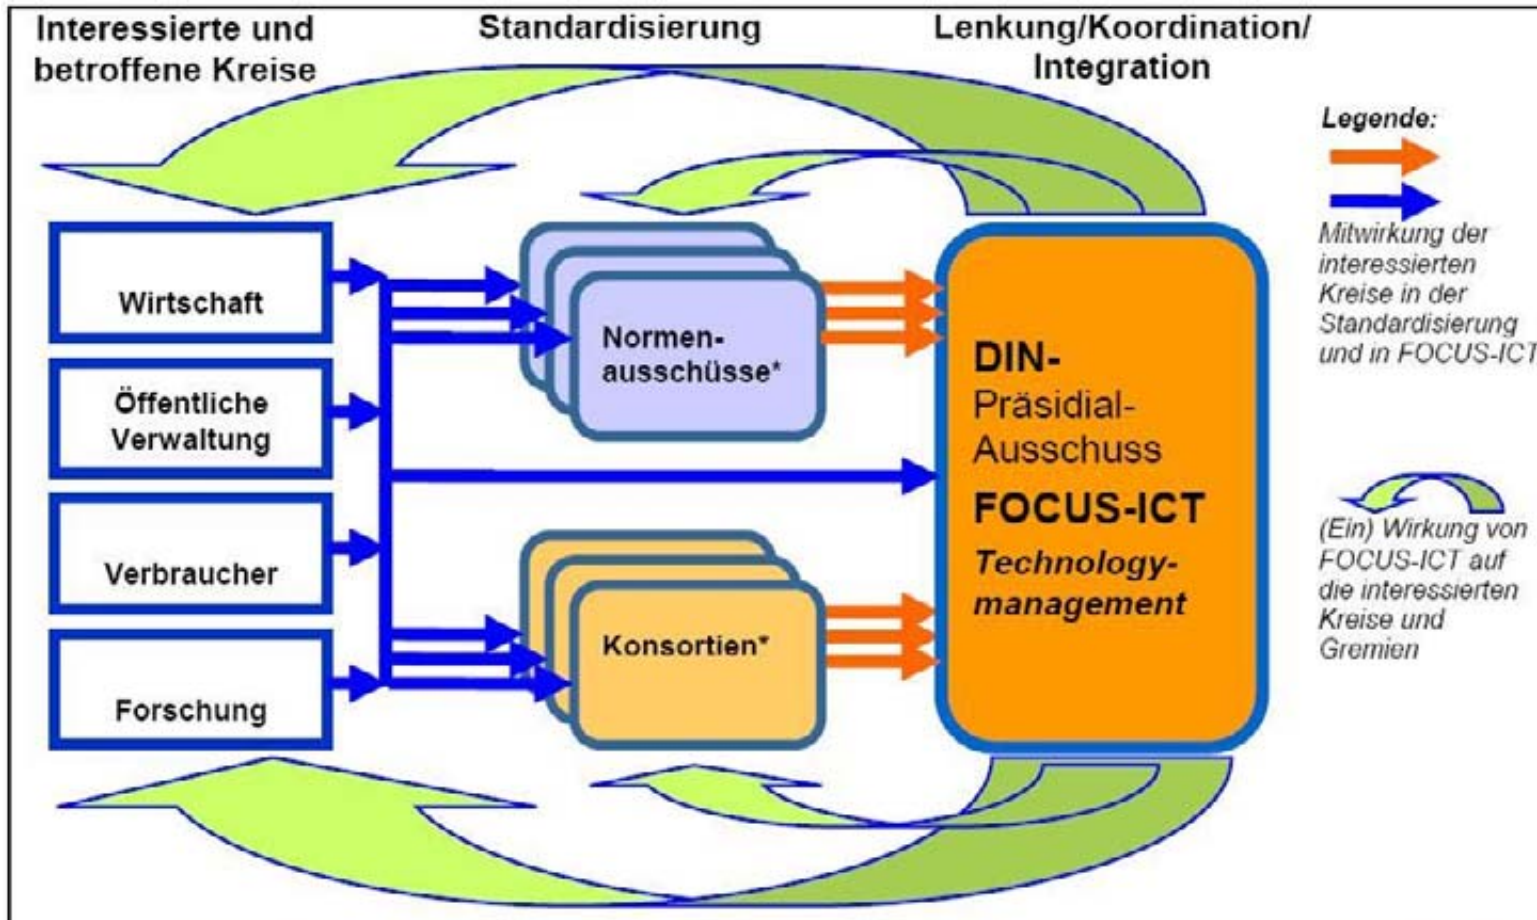 Interessierte und
betroffene Kreise
Standardisierung
Lenkung/Koordination/
Integration
Wirtschaft
Öffentliche
Verwaltung
Verbraucher
Forschung
Normen-
ausschüsse*
Konsortien*
DIN-
Präsidial-
Ausschuss
FOCUS-ICT
Technology-
management
Legende:
Mitwirkung der
interessierten
Kreise in der
Standardisierung
und in FOCUS-ICT
(Ein) Wirkung von
FOCUS-ICT auf
die interessierten
Kreise und
Gremien